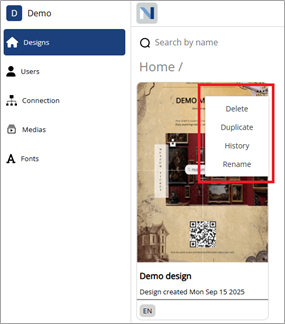 D Demo
Designs
Users
Connection
Medias
Fonts
N
Search by name
Home /
DEMO M
Delete
Duplicate
History
Rename
Demo design
Design created Mon Sep 15 2025
EN